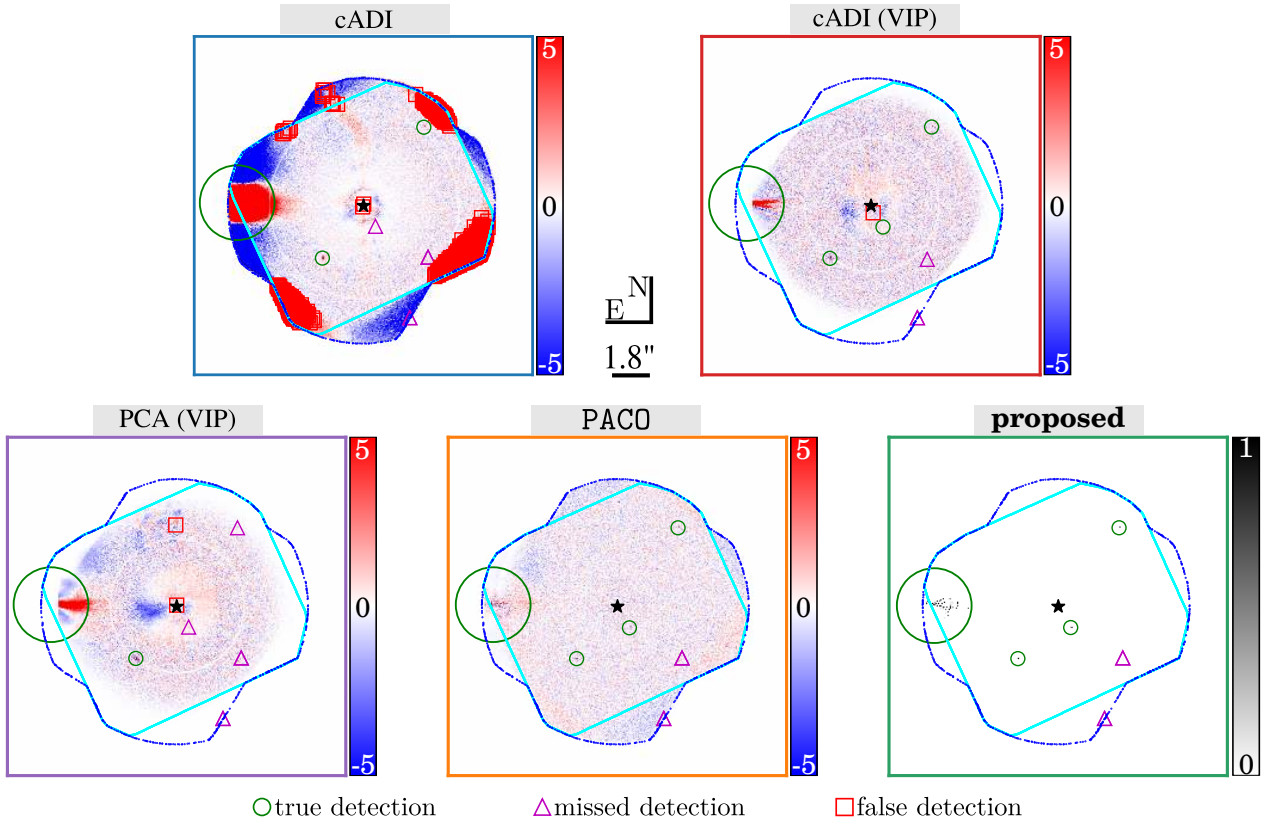 cADI
cADI (VIP)
5
0
-5
5
0
-5
N
E
1.8"
PCA (VIP)
PACO
proposed
5
0
-5
5
0
-5
1
0
true detection
missed detection
false detection